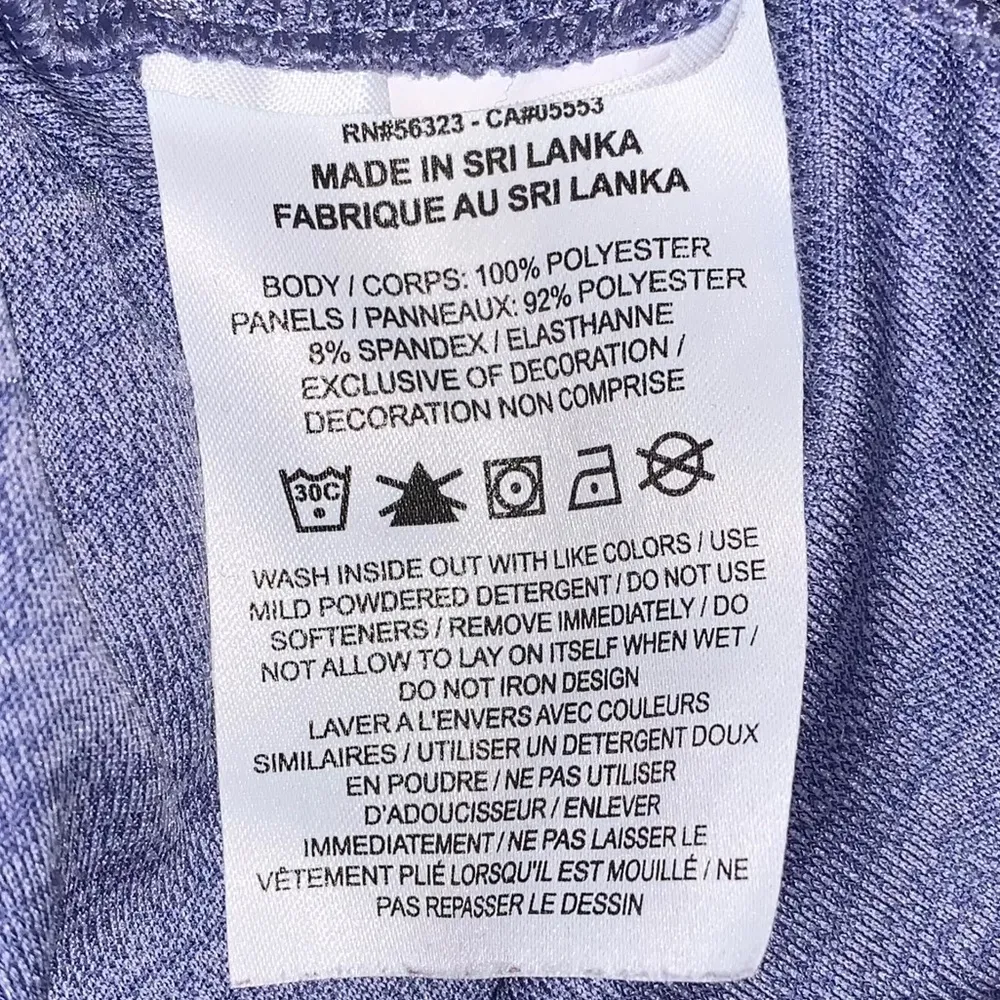 RN#56323 - CA#05553
MADE IN SRI LANKA
FABRIQUE AU SRI LANKA
BODY / CORPS: 100% POLYESTER
PANELS / PANNEAUX: 92% POLYESTER
8% SPANDEX / ELASTHANNE
EXCLUSIVE OF DECORATION /
DECORATION NON COMPRISE
30C
WASH INSIDE OUT WITH LIKE COLORS / USE
MILD POWDERED DETERGENT / DO NOT USE
SOFTENERS / REMOVE IMMEDIATELY / DO
NOT ALLOW TO LAY ON ITSELF WHEN WET /
DO NOT IRON DESIGN
LAVER A L'ENVERS AVEC COULEURS
SIMILAIRES / UTILISER UN DETERGENT DOUX
EN POUDRE / NE PAS UTILISER
D'ADOUCISSEUR / ENLEVER
IMMEDIATEMENT / NE PAS LAISSER LE
VÊTEMENT PLIÉ LORSQU'IL EST MOUILLÉ / NE
PAS REPASSER LE DESSIN